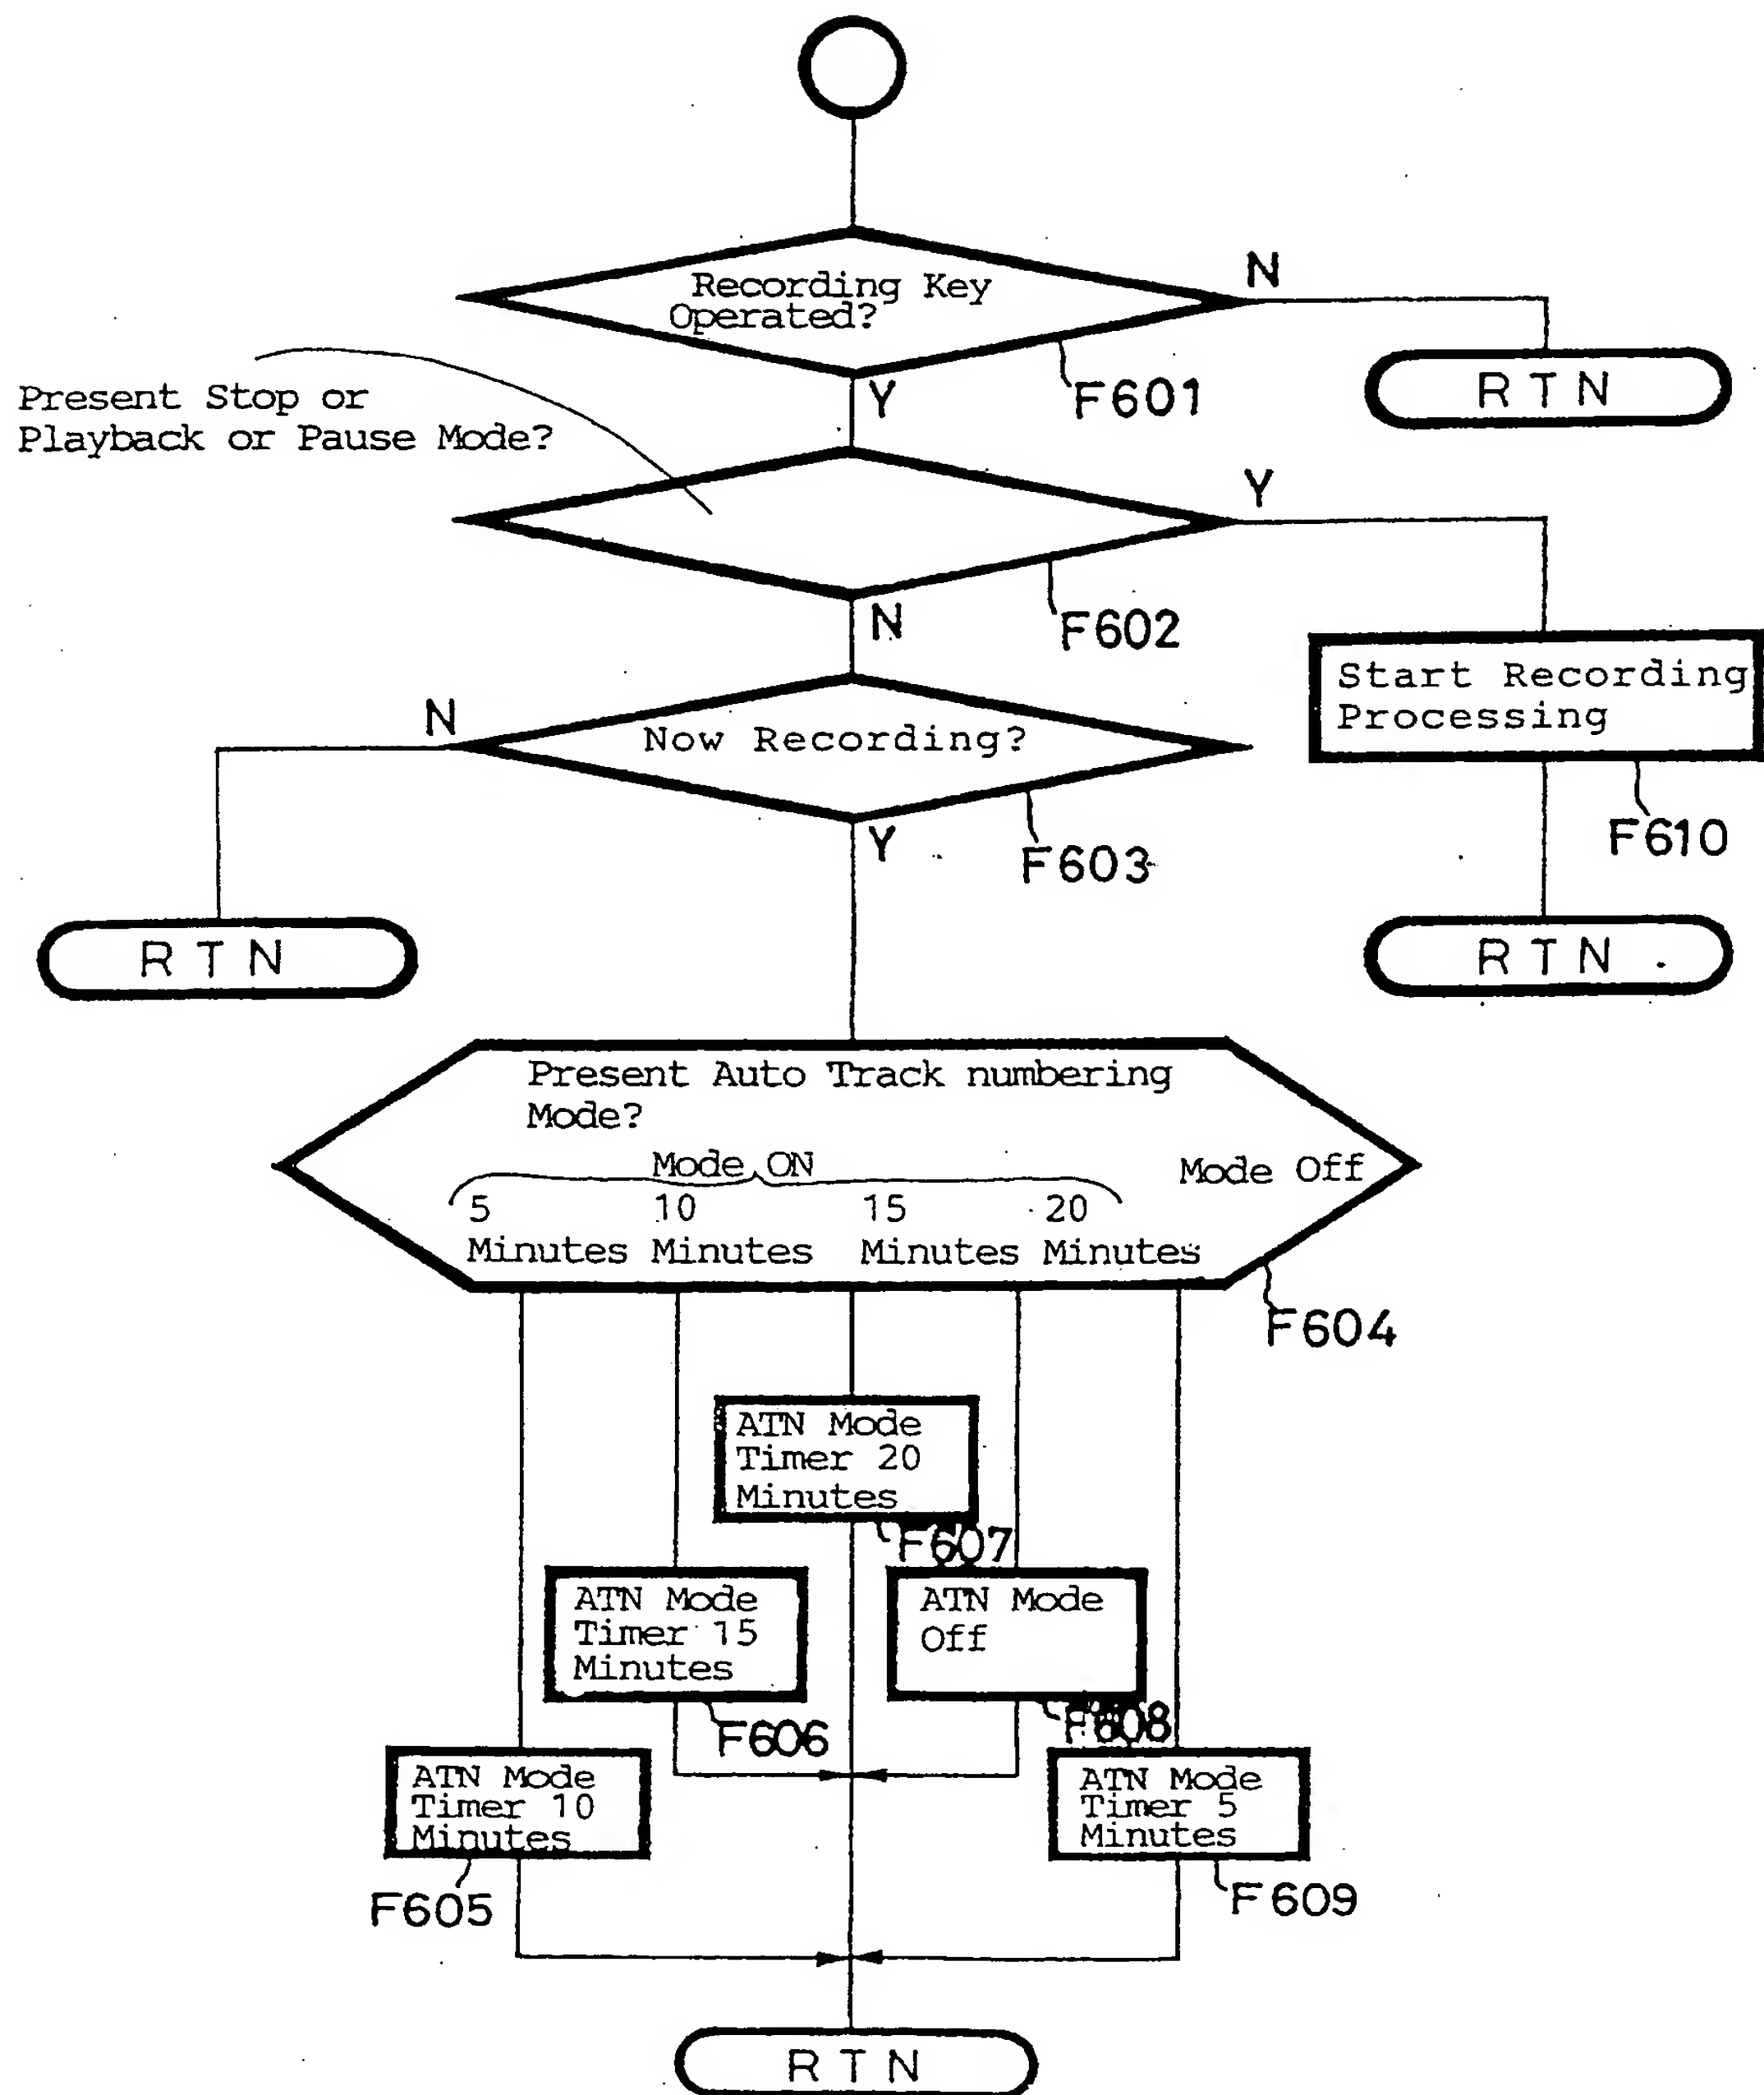 Recording Key
Operated?
N
F601
RTN
Y
Present Stop or
Playback or Pause Mode?
Y
N
F602
Start Recording
Processing
F610
RTN
N
Now Recording?
Y
F603
RTN
Present Auto Track numbering
Mode?
Mode ON
Mode Off
5 10 15 20
Minutes Minutes Minutes Minutes
F604
ATN Mode
Timer 20
Minutes
F607
ATN Mode
Timer 15
Minutes
F606
ATN Mode
Off
F608
ATN Mode
Timer 10
Minutes
F605
ATN Mode
Timer 5
Minutes
F609
RTN